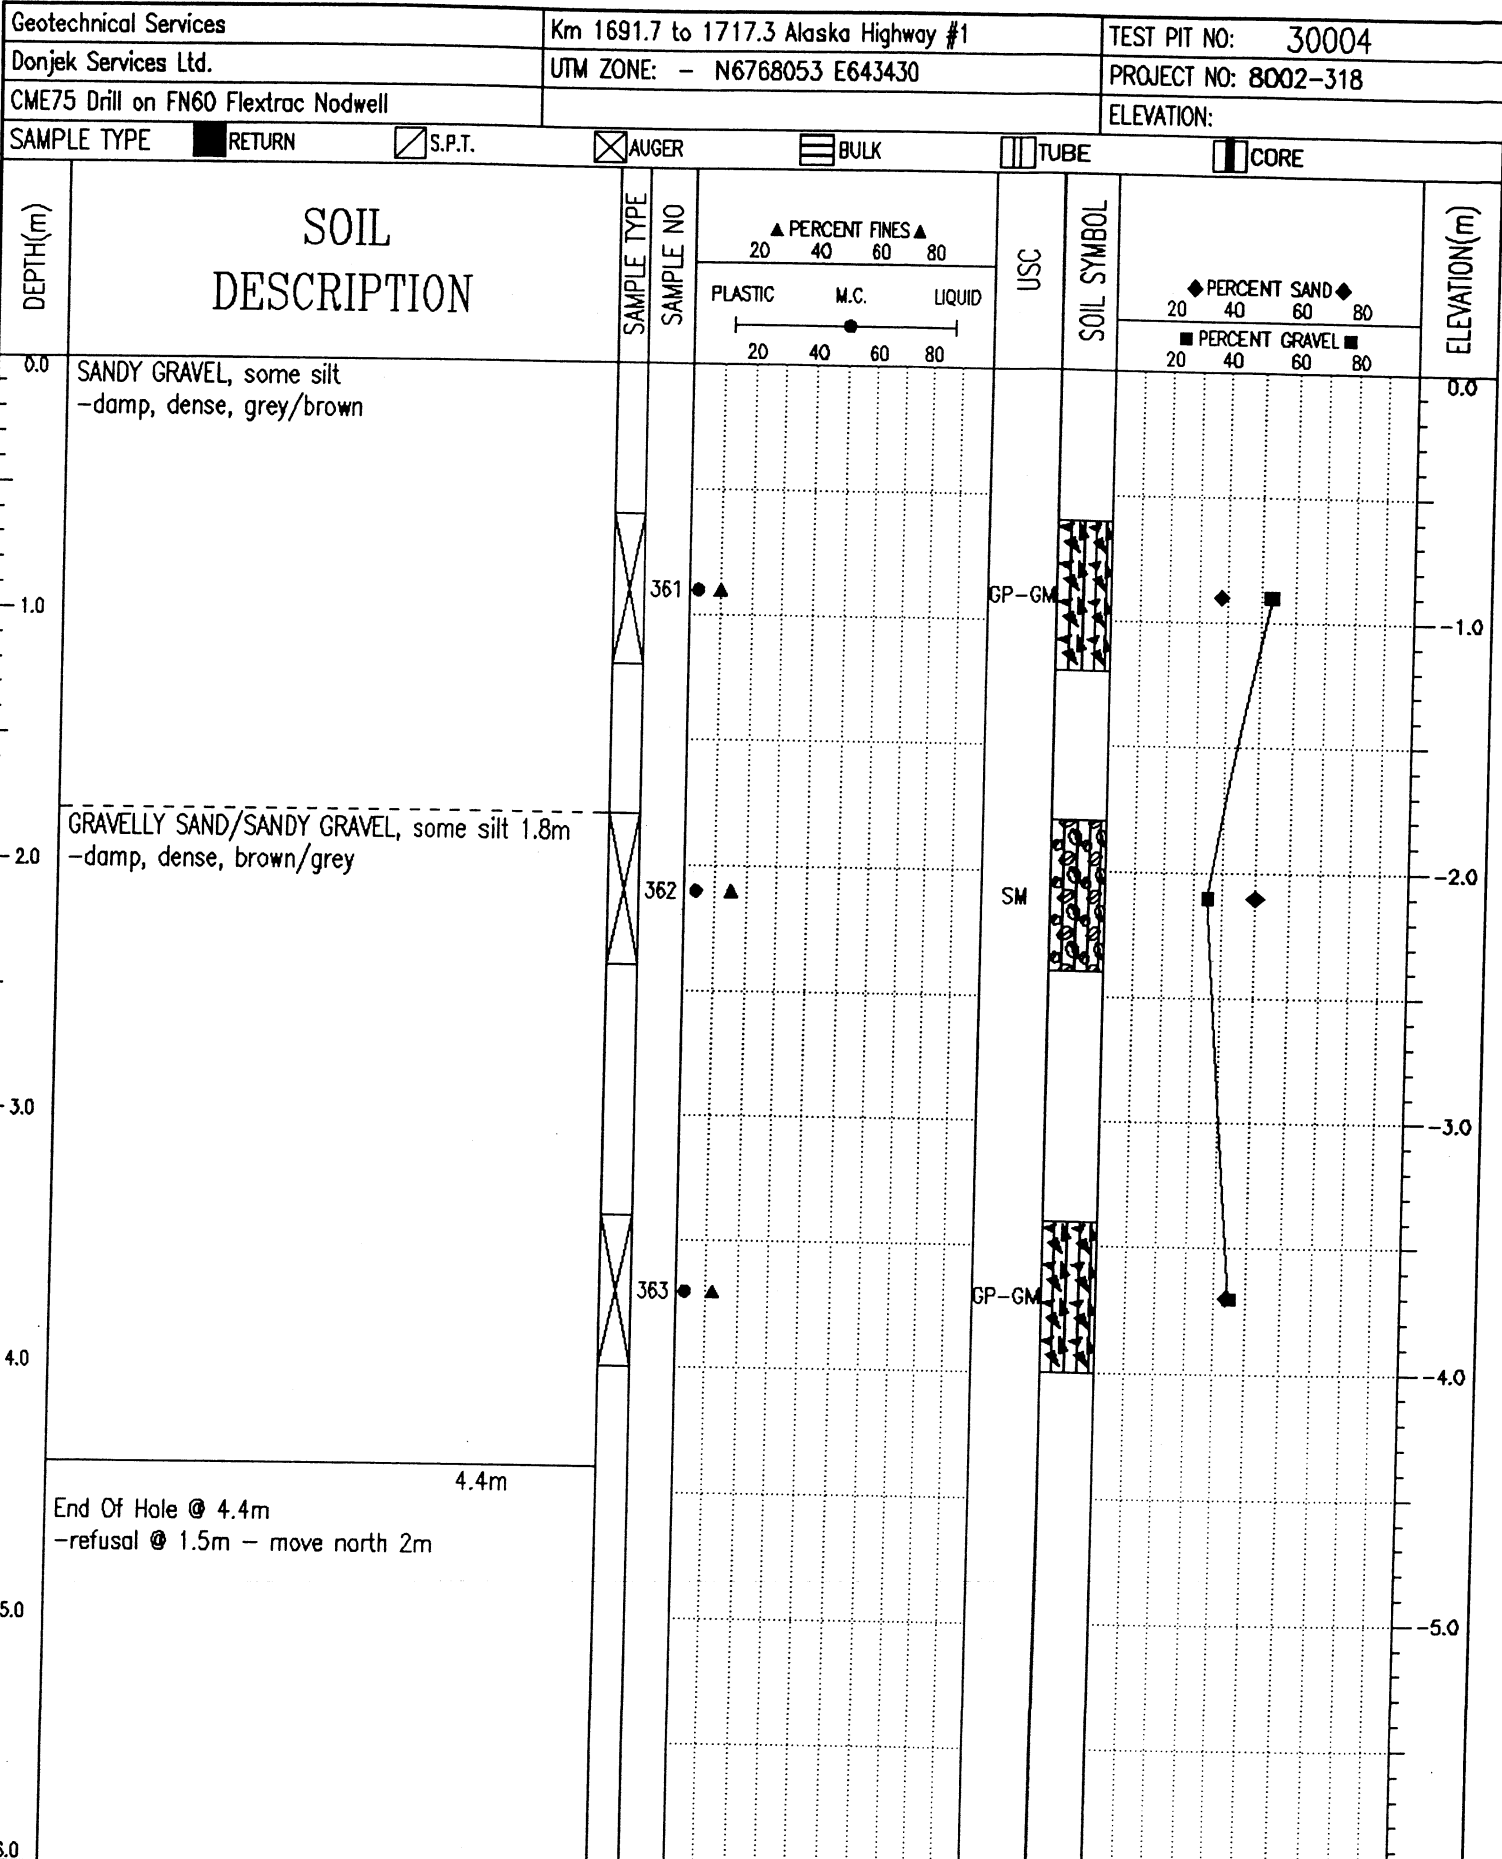 Geotechnical Services
Km 1691.7 to 1717.3 Alaska Highway #1
TEST PIT NO: 30004
Donjek Services Ltd.
UTM ZONE: - N6768053 E643430
PROJECT NO: 8002-318
CME75 Drill on FN60 Flextrac Nodwell
ELEVATION:
SAMPLE TYPE RETURN S.P.T. AUGER BULK TUBE CORE
DEPTH(m)
SOIL
DESCRIPTION
SAMPLE TYPE
SAMPLE NO
▲ PERCENT FINES ▲
20 40 60 80
PLASTIC M.C. LIQUID
20 40 60 80
USC
SOIL SYMBOL
◆ PERCENT SAND ◆
20 40 60 80
■ PERCENT GRAVEL ■
20 40 60 80
ELEVATION(m)
0.0
SANDY GRAVEL, some silt
-damp, dense, grey/brown
0.0
361
GP-GM
1.0
-1.0
GRAVELLY SAND/SANDY GRAVEL, some silt 1.8m
-damp, dense, brown/grey
2.0
362
SM
-2.0
3.0
-3.0
363
GP-GM
4.0
-4.0
4.4m
End Of Hole @ 4.4m
-refusal @ 1.5m - move north 2m
5.0
-5.0
6.0